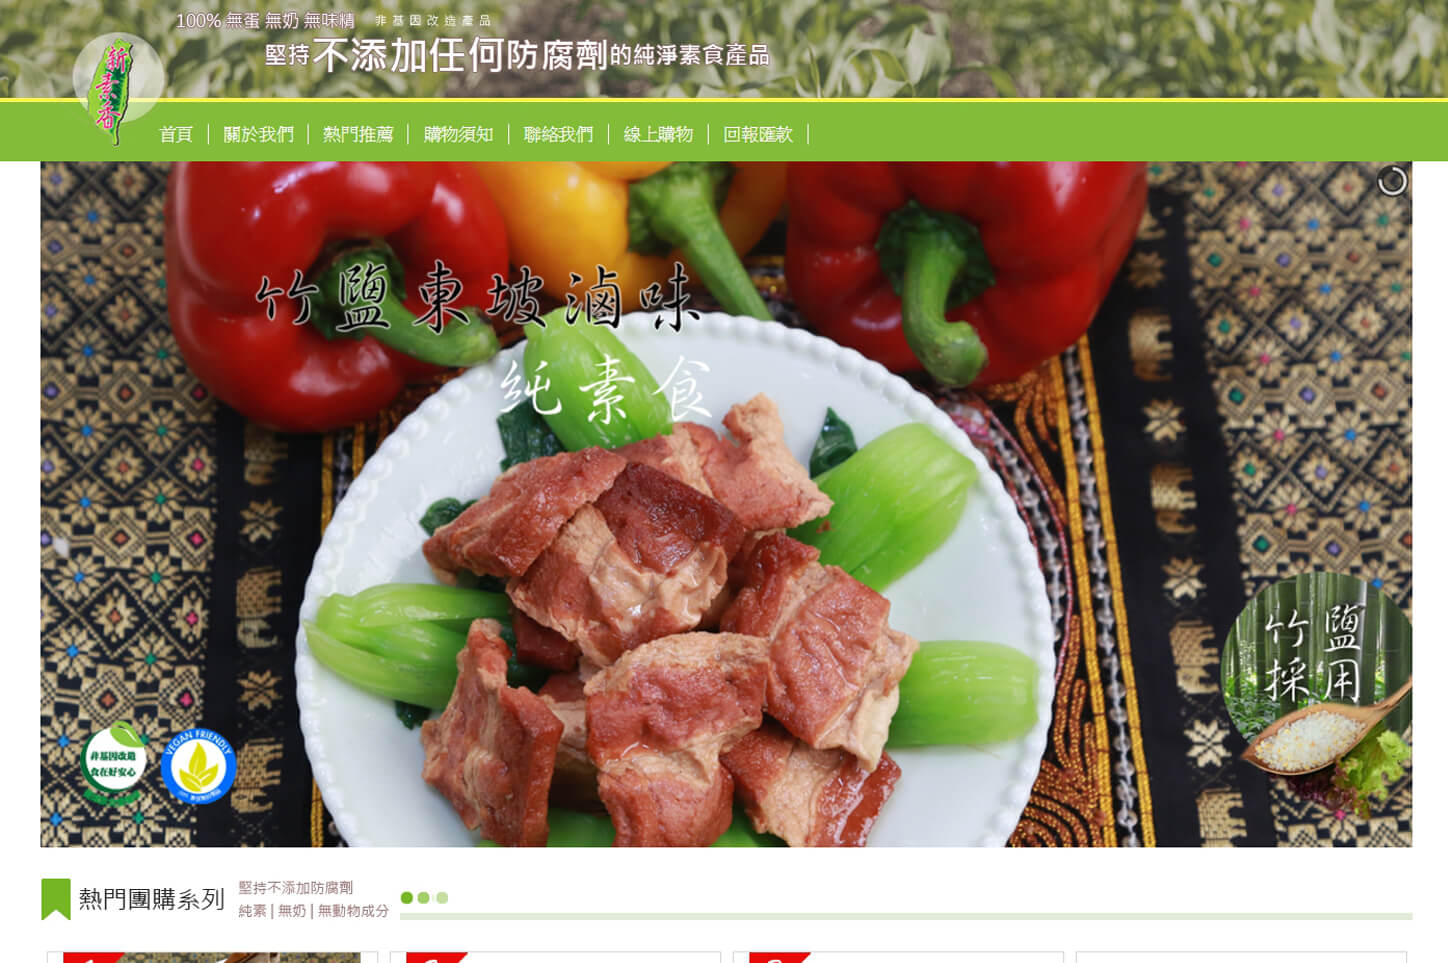 100% 無蛋 無奶 無味精 非基因改造產品
堅持不添加任何防腐劑的純淨素食產品
新素香
首頁 關於我們 熱門推薦 購物須知 聯絡我們 線上購物 回報匯款
竹鹽東坡滷味
純素食
竹鹽
採用
非基因改造
食在好安心
VEGAN FRIENDLY
熱門團購系列
堅持不添加防腐劑
純素 | 無奶 | 無動物成分